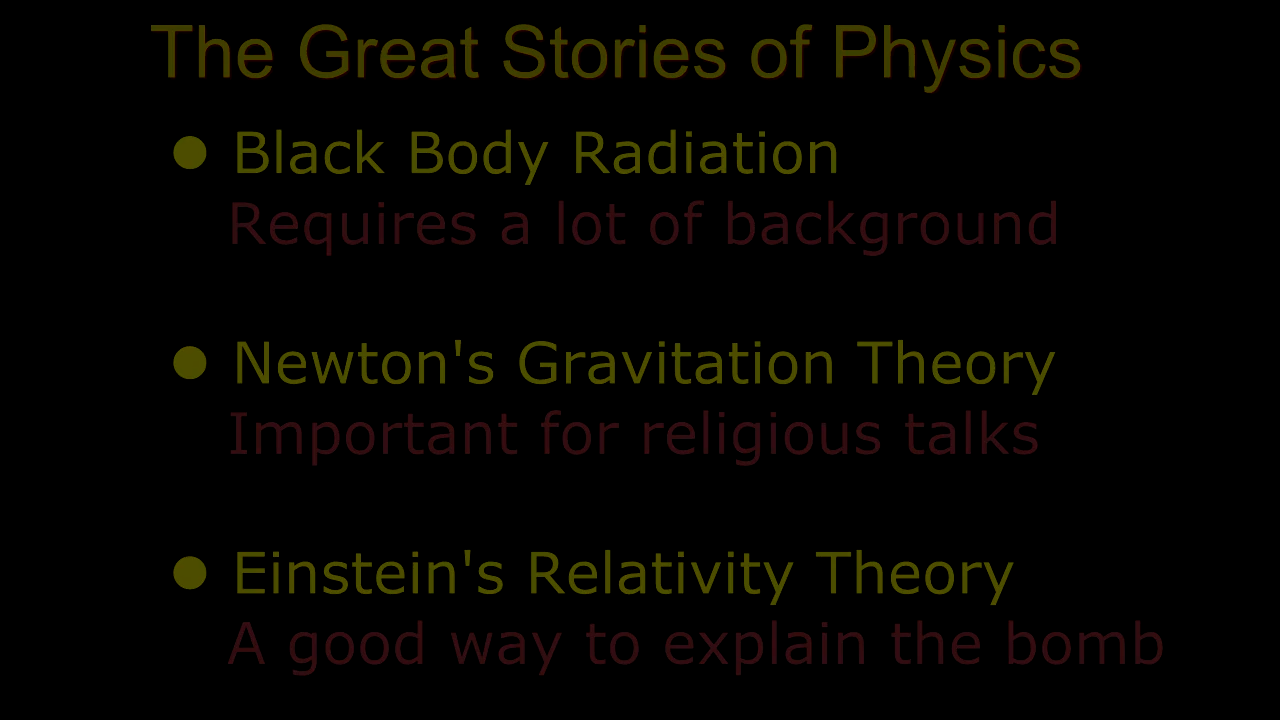 The Great Stories of Physics
● Black Body Radiation
Requires a lot of background
● Newton's Gravitation Theory
Important for religious talks
● Einstein's Relativity Theory
A good way to explain the bomb